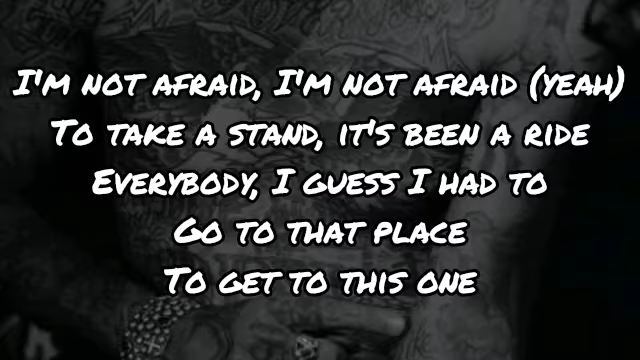 I'm not afraid, I'm not afraid (yeah)
To take a stand, it's been a ride
Everybody, I guess I had to
Go to that place
To get to this one